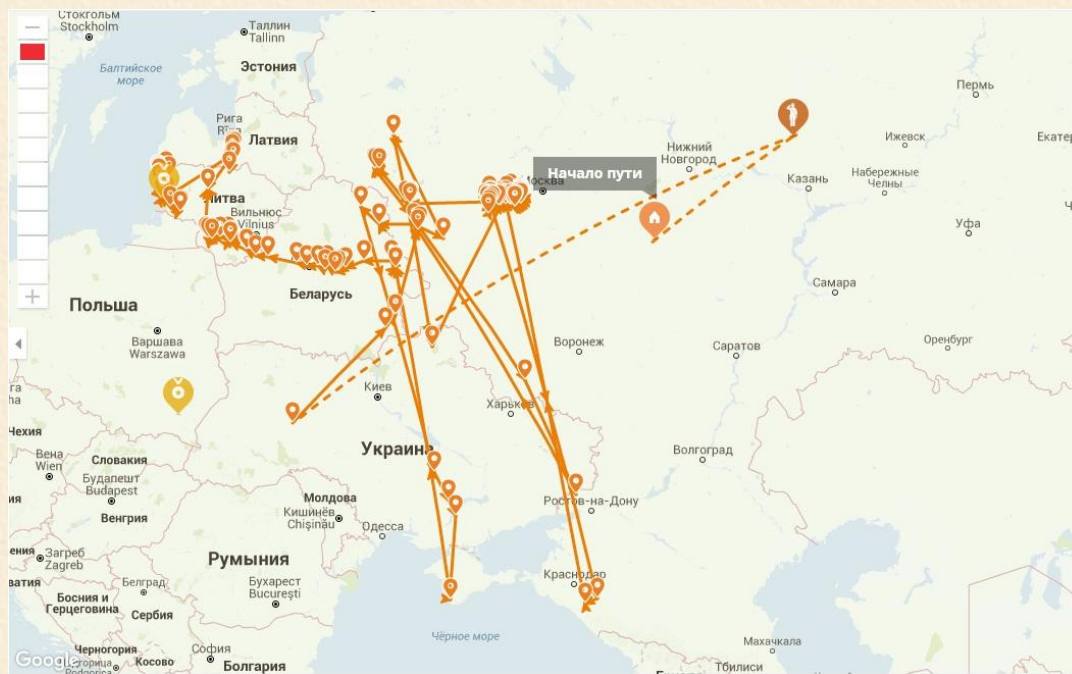 Стокгольм
Stockholm
Таллин
Tallinn
Балтийское
море
Эстония
Пермь
Рига
Латвия
Нижний
Новгород
Ижевск
Казань
Набережные
Челны
Начало пути
Москва
Литва
Вильнюс
Vilnius
Уфа
Самара
Беларусь
Польша
Варшава
Warszawa
Воронеж
Саратов
Оренбург
Киев
Харьков
Чехия
Вена
Wien
Словакия
Украина
Волгоград
Будапешт
Budapest
Молдова
Венгрия
Кишинёв
Chișinău
Ростов-на-Дону
Одесса
Загреб
Zagreb
Румыния
Белград
Босния и
Герцеговина
Сербия
Бухарест
București
Краснодар
Чёрное море
Махачкала
Черногория
Косово
София
Болгария
Тбилиси
Google